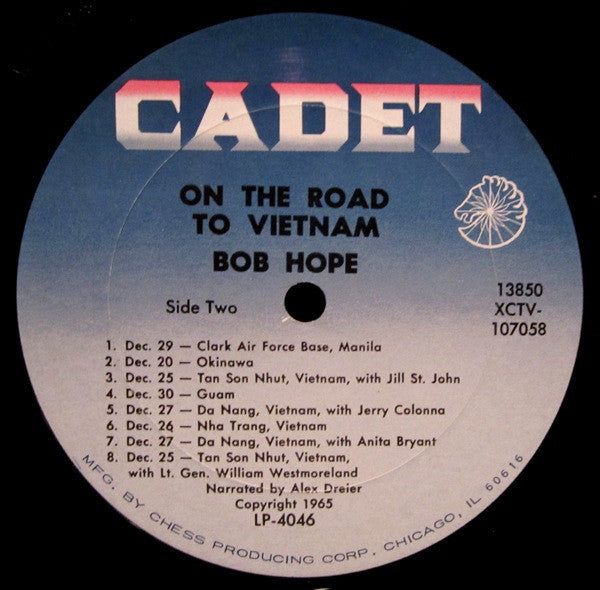 CADET
ON THE ROAD
TO VIETNAM
BOB HOPE
Side Two
13850
XCTV-
107058
1. Dec. 29 — Clark Air Force Base, Manila
2. Dec. 20 — Okinawa
3. Dec. 25 — Tan Son Nhut, Vietnam, with Jill St. John
4. Dec. 30 — Guam
5. Dec. 27 — Da Nang, Vietnam, with Jerry Colonna
6. Dec. 26 — Nha Trang, Vietnam
7. Dec. 27 — Da Nang, Vietnam, with Anita Bryant
8. Dec. 25 — Tan Son Nhut, Vietnam,
with Lt. Gen. William Westmoreland
Narrated by Alex Dreier
Copyright 1965
LP-4046
MFG. BY CHESS PRODUCING CORP. CHICAGO, IL 60616